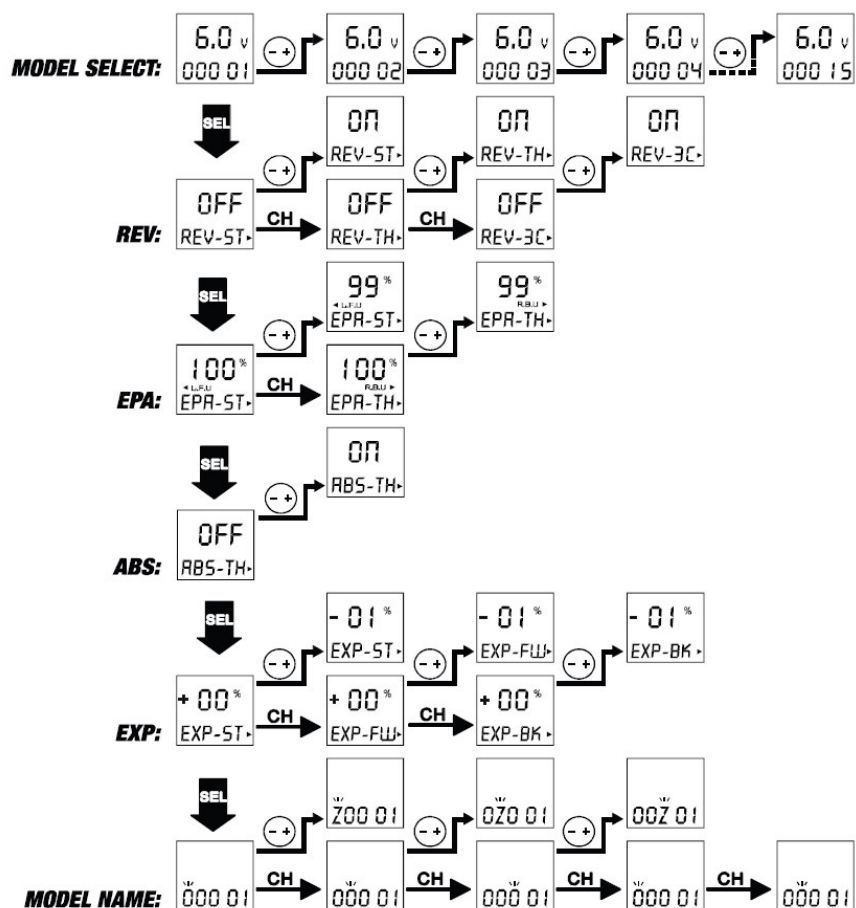 6.0 v - + 6.0 v - + 6.0 v - + 6.0 v - + 6.0 v
MODEL SELECT: 000 01 000 02 000 03 000 04 000 15
SEL ON ON ON
- + REV-ST - + REV-TH - + REV-3C
OFF CH OFF CH OFF
REV: REV-ST REV-TH REV-3C
SEL 99% 99%
L.F.U R.B.U
- + EPA-ST - + EPA-TH
100% CH 100%
L.F.U R.B.U
EPA: EPA-ST EPA-TH
SEL ON
- + ABS-TH
OFF
ABS: ABS-TH
SEL - 01% - 01% - 01%
- + EXP-ST - + EXP-FW - + EXP-BK
+ 00% CH + 00% CH + 00%
EXP: EXP-ST EXP-FW EXP-BK
SEL
- + Z00 01 - + 0Z0 01 - + 00Z 01
CH CH CH CH
MODEL NAME: 000 01 000 01 000 01 000 01 000 01